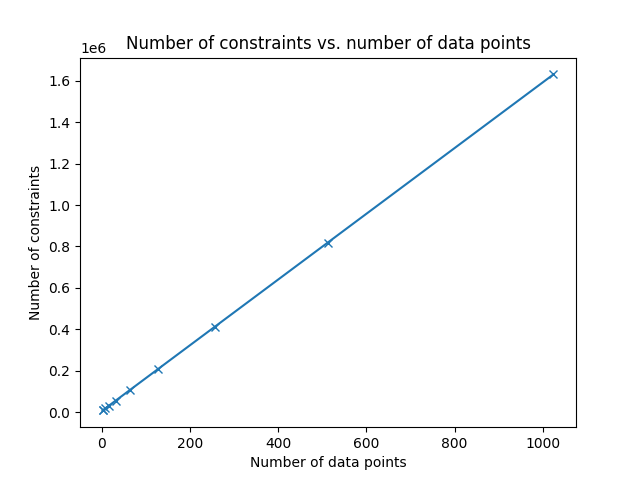 Number of constraints vs. number of data points
1e6
1.6
1.4
1.2
1.0
0.8
0.6
0.4
0.2
0.0
Number of constraints
0 200 400 600 800 1000
Number of data points